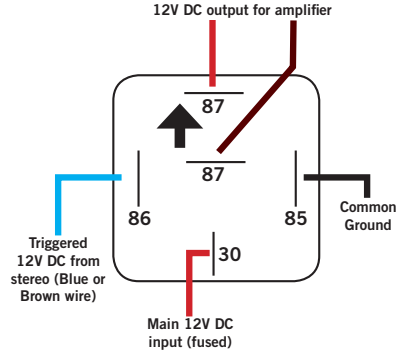 12V DC output for amplifier
87
87
86
85
30
Common
Ground
Triggered
12V DC from
stereo (Blue or
Brown wire)
Main 12V DC
input (fused)